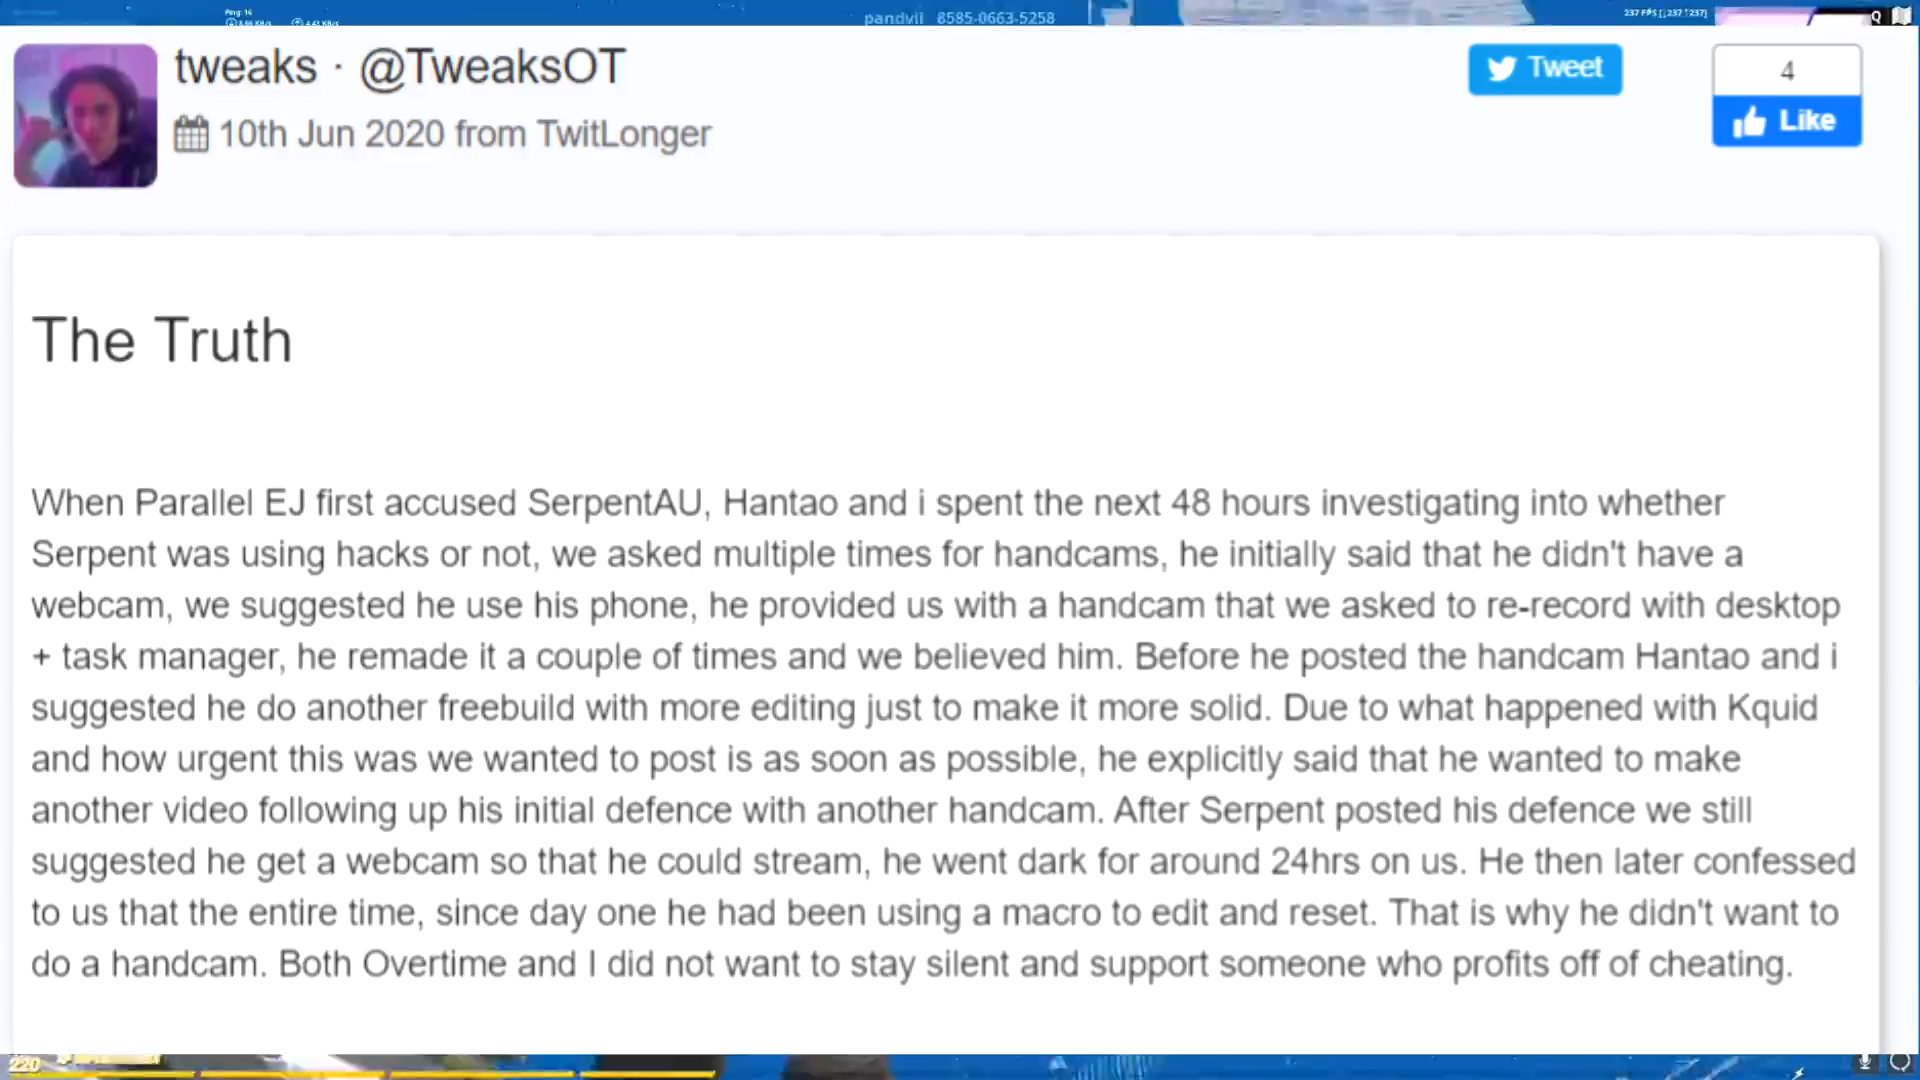 Ping: 16
pandvil 8585-0663-5258
tweaks · @TweaksOT
Tweet
4
10th Jun 2020 from TwitLonger
Like
The Truth
When Parallel EJ first accused SerpentAU, Hantao and i spent the next 48 hours investigating into whether
Serpent was using hacks or not, we asked multiple times for handcams, he initially said that he didn't have a
webcam, we suggested he use his phone, he provided us with a handcam that we asked to re-record with desktop
+ task manager, he remade it a couple of times and we believed him. Before he posted the handcam Hantao and i
suggested he do another freebuild with more editing just to make it more solid. Due to what happened with Kquid
and how urgent this was we wanted to post is as soon as possible, he explicitly said that he wanted to make
another video following up his initial defence with another handcam. After Serpent posted his defence we still
suggested he get a webcam so that he could stream, he went dark for around 24hrs on us. He then later confessed
to us that the entire time, since day one he had been using a macro to edit and reset. That is why he didn't want to
do a handcam. Both Overtime and I did not want to stay silent and support someone who profits off of cheating.
220